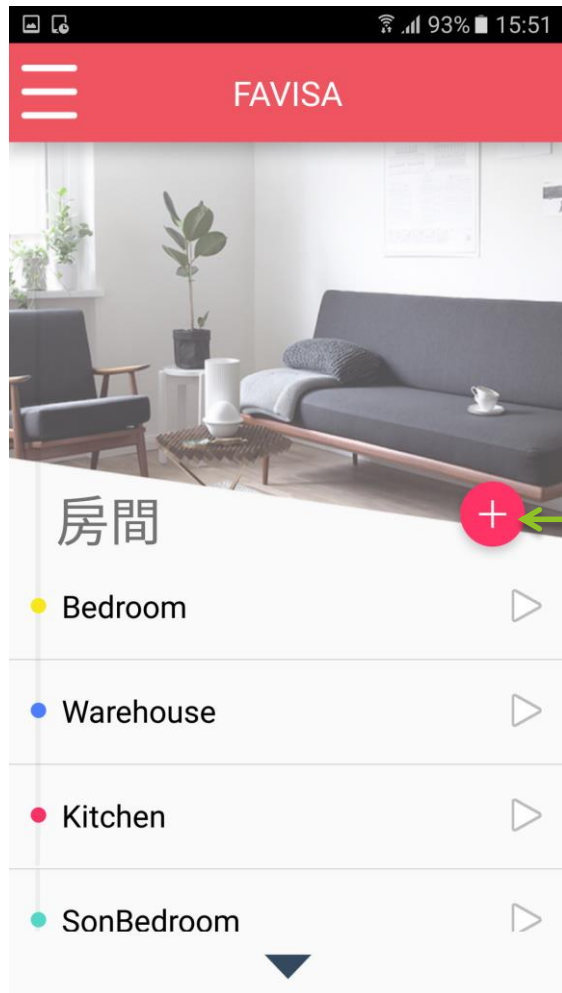 93% 15:51
FAVISA
房間
Bedroom
Warehouse
Kitchen
SonBedroom